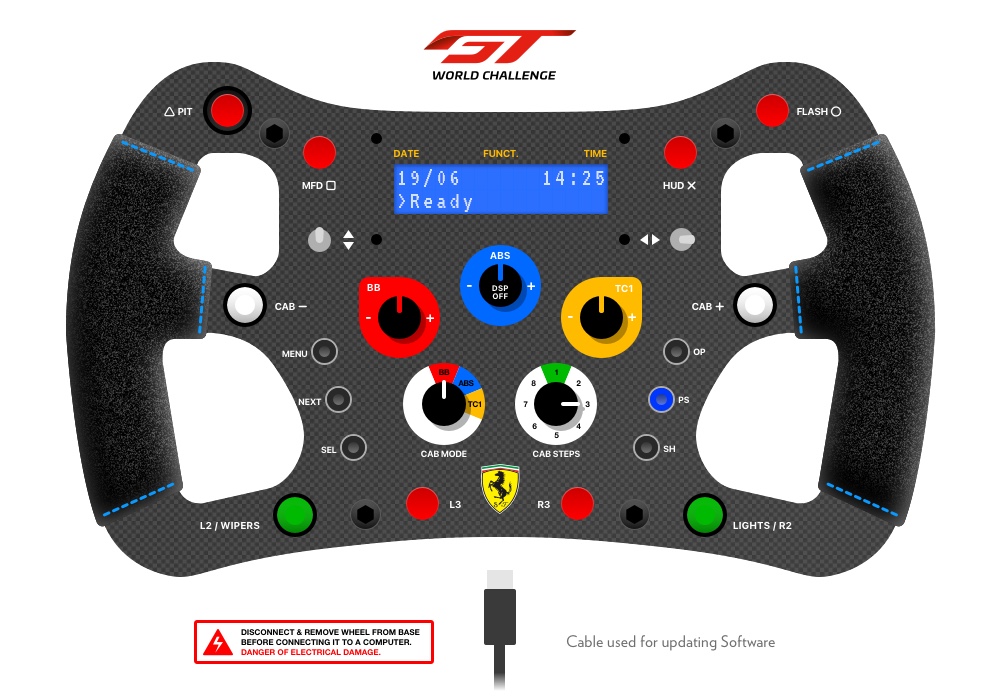 GT
WORLD CHALLENGE
PIT
FLASH
MFD
HUD
DATE FUNCT. TIME
19/06 14:25
>Ready
ABS
- DSP OFF +
BB
- +
TC1
- +
CAB –
CAB +
MENU
OP
NEXT
PS
SEL
SH
BB
ABS
TC1
CAB MODE
1
2
3
4
5
6
7
8
CAB STEPS
L2 / WIPERS
L3
R3
LIGHTS / R2
DISCONNECT & REMOVE WHEEL FROM BASE
BEFORE CONNECTING IT TO A COMPUTER.
DANGER OF ELECTRICAL DAMAGE.
Cable used for updating Software